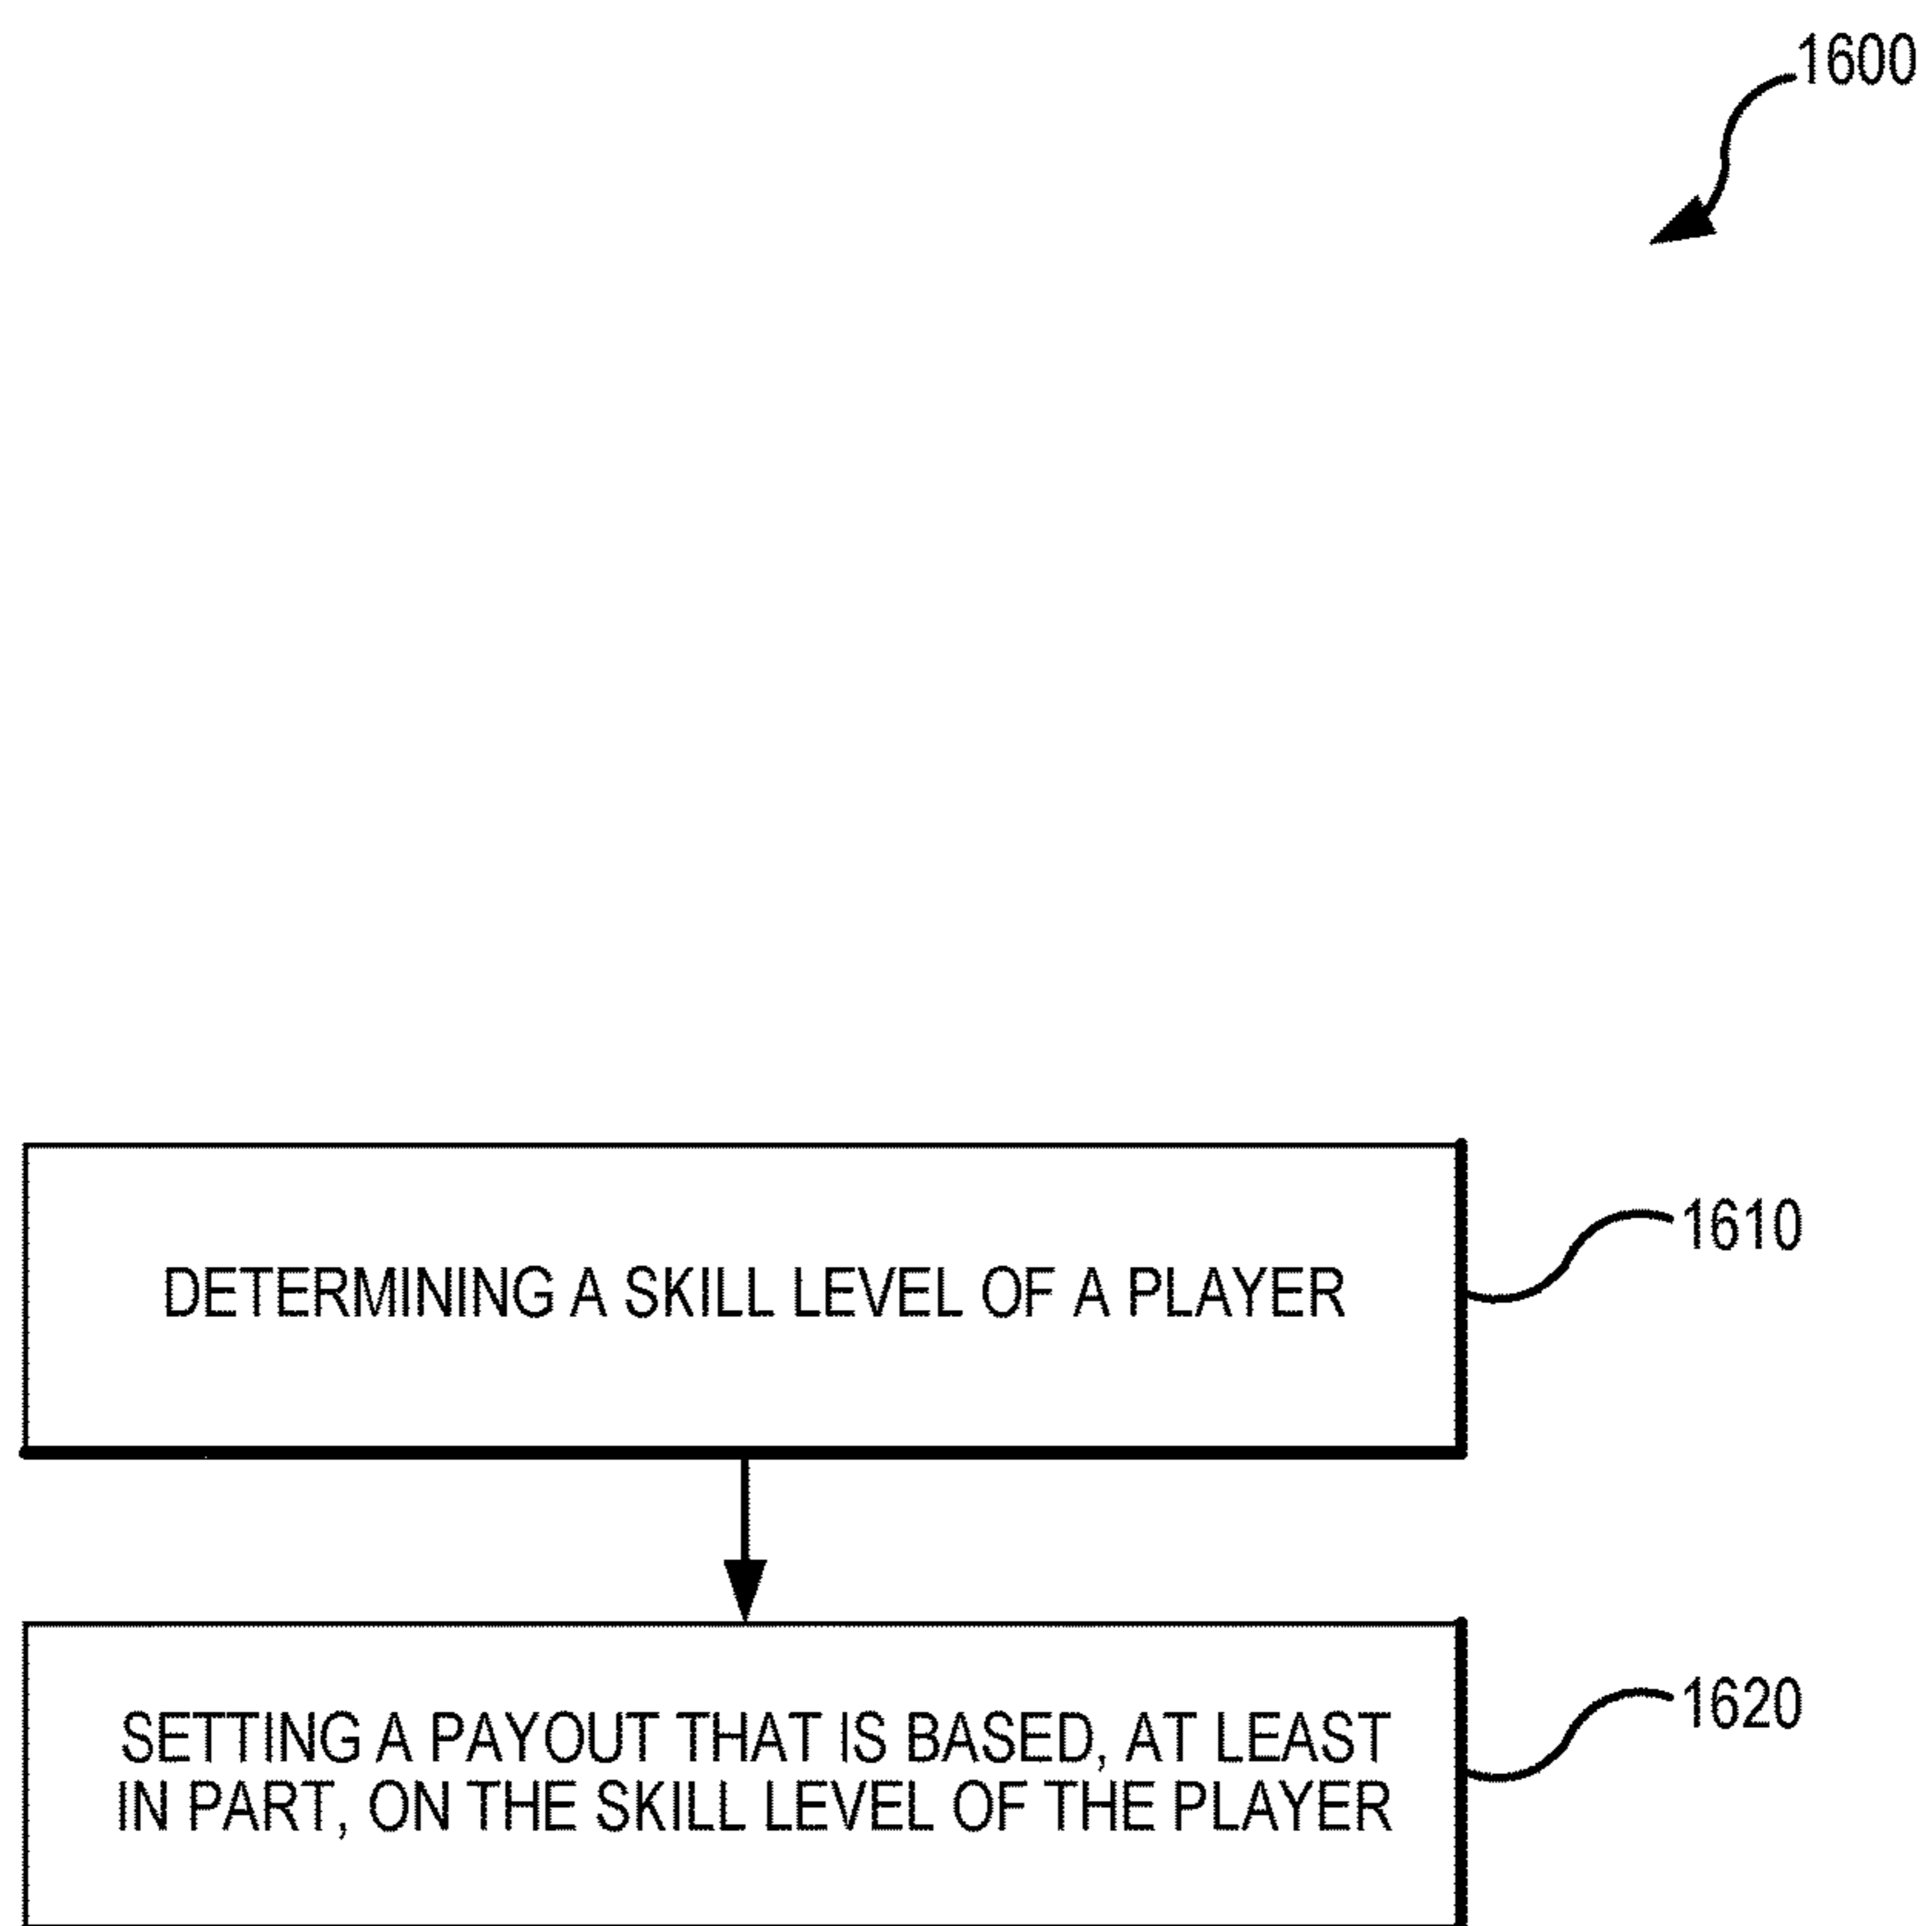 1600
DETERMINING A SKILL LEVEL OF A PLAYER
1610
SETTING A PAYOUT THAT IS BASED, AT LEAST
IN PART, ON THE SKILL LEVEL OF THE PLAYER
1620